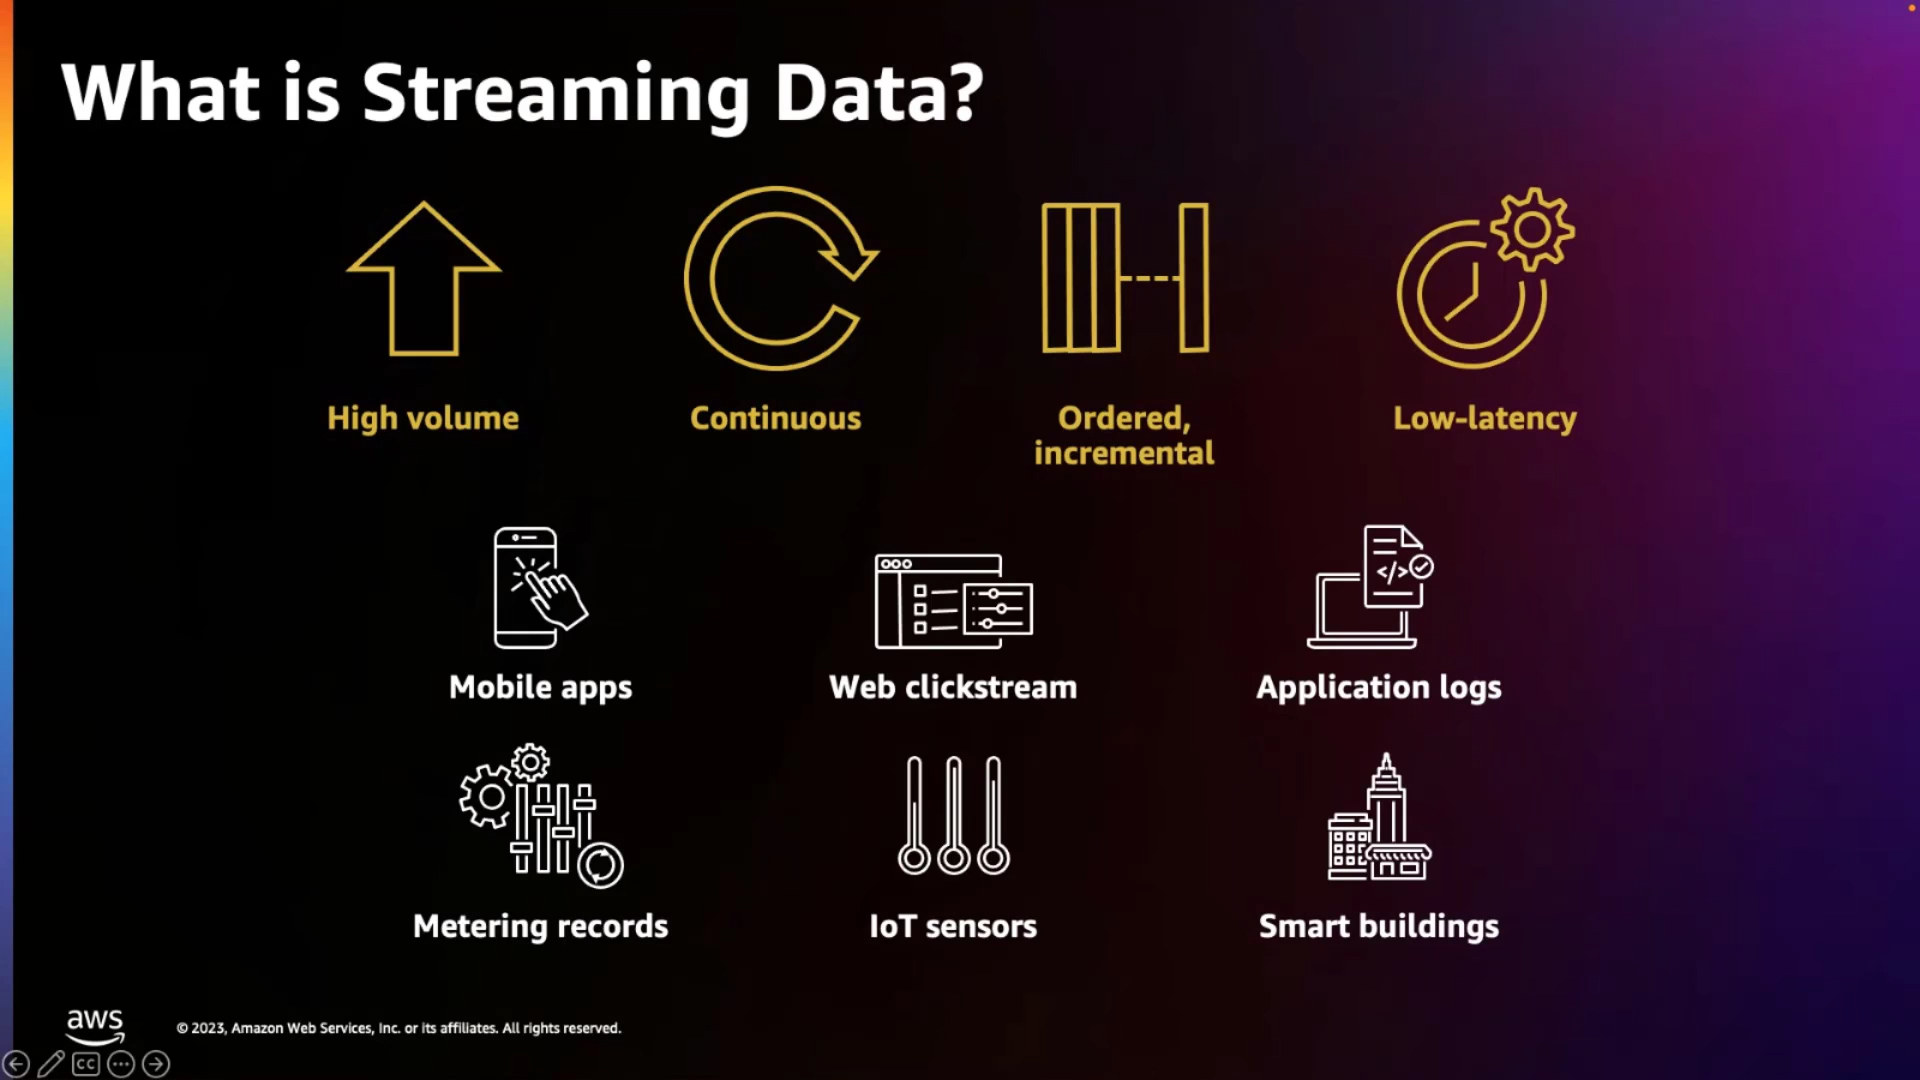 What is Streaming Data?
High volume
Continuous
Ordered,
incremental
Low-latency
</>
Mobile apps
Web clickstream
Application logs
Metering records
IoT sensors
Smart buildings
aws
© 2023, Amazon Web Services, Inc. or its affiliates. All rights reserved.
CC